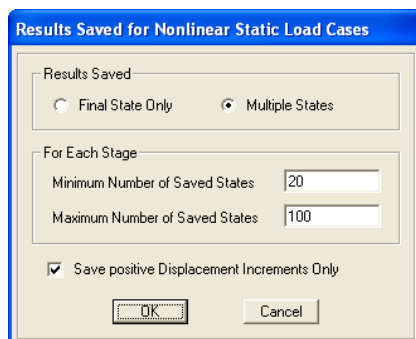 Results Saved for Nonlinear Static Load Cases
Results Saved
Final State Only Multiple States
For Each Stage
Minimum Number of Saved States 20
Maximum Number of Saved States 100
Save positive Displacement Increments Only
OK Cancel